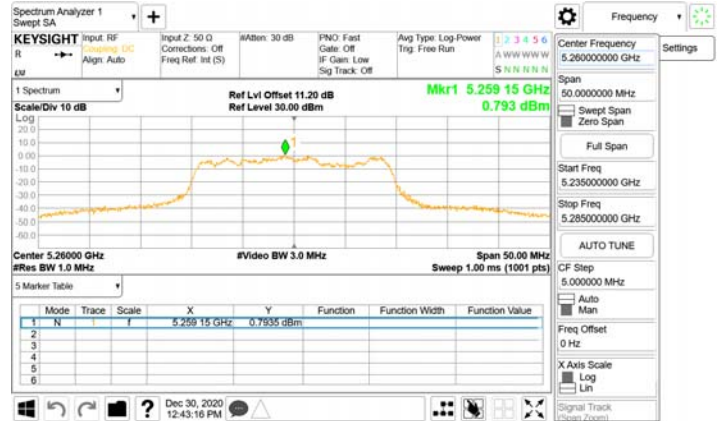 Spectrum Analyzer 1
Swept SA
+
Frequency
KEYSIGHT
Input: RF
Coupling: DC
Align: Auto
Input Z: 50 Ω
Corrections: Off
Freq Ref: Int (S)
#Atten: 30 dB
PNO: Fast
Gate: Off
IF Gain: Low
Sig Track: Off
Avg Type: Log-Power
Trig: Free Run
1 2 3 4 5 6
A W W W W W
S N N N N N
R
Center Frequency
5.260000000 GHz
Settings
Span
50.0000000 MHz
Swept Span
Zero Span
Full Span
Start Freq
5.235000000 GHz
Stop Freq
5.285000000 GHz
AUTO TUNE
CF Step
5.000000 MHz
Auto
Man
Freq Offset
0 Hz
X Axis Scale
Log
Lin
Signal Track
(Span Zoom)
1 Spectrum
Scale/Div 10 dB
Ref Lvl Offset 11.20 dB
Ref Level 30.00 dBm
Mkr1 5.259 15 GHz
0.793 dBm
Log
20.0
10.0
0.00
-10.0
-20.0
-30.0
-40.0
-50.0
-60.0
1
Center 5.26000 GHz
#Res BW 1.0 MHz
#Video BW 3.0 MHz
Span 50.00 MHz
Sweep 1.00 ms (1001 pts)
5 Marker Table
Mode Trace Scale X Y Function Function Width Function Value
1 N 1 f 5.259 15 GHz 0.7935 dBm
2
3
4
5
6
?
Dec 30, 2020
12:43:16 PM